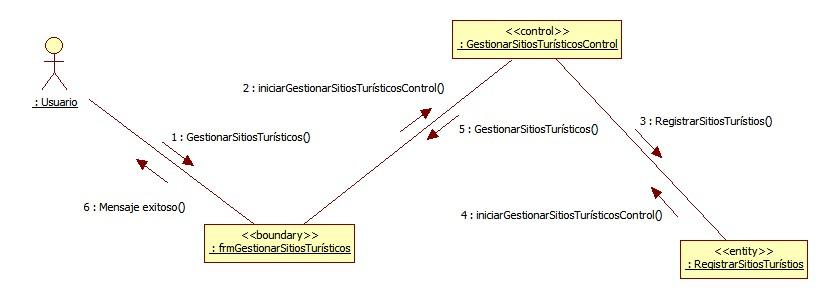 <<control>>
: GestionarSitiosTurísticosControl
: Usuario
2 : iniciarGestionarSitiosTurísticosControl()
1 : GestionarSitiosTurísticos()
5 : GestionarSitiosTurísticos()
3 : RegistrarSitiosTurístios()
6 : Mensaje exitoso()
4 : iniciarGestionarSitiosTurísticosControl()
<<boundary>>
: frmGestionarSitiosTurísticos
<<entity>>
: RegistrarSitiosTurístios